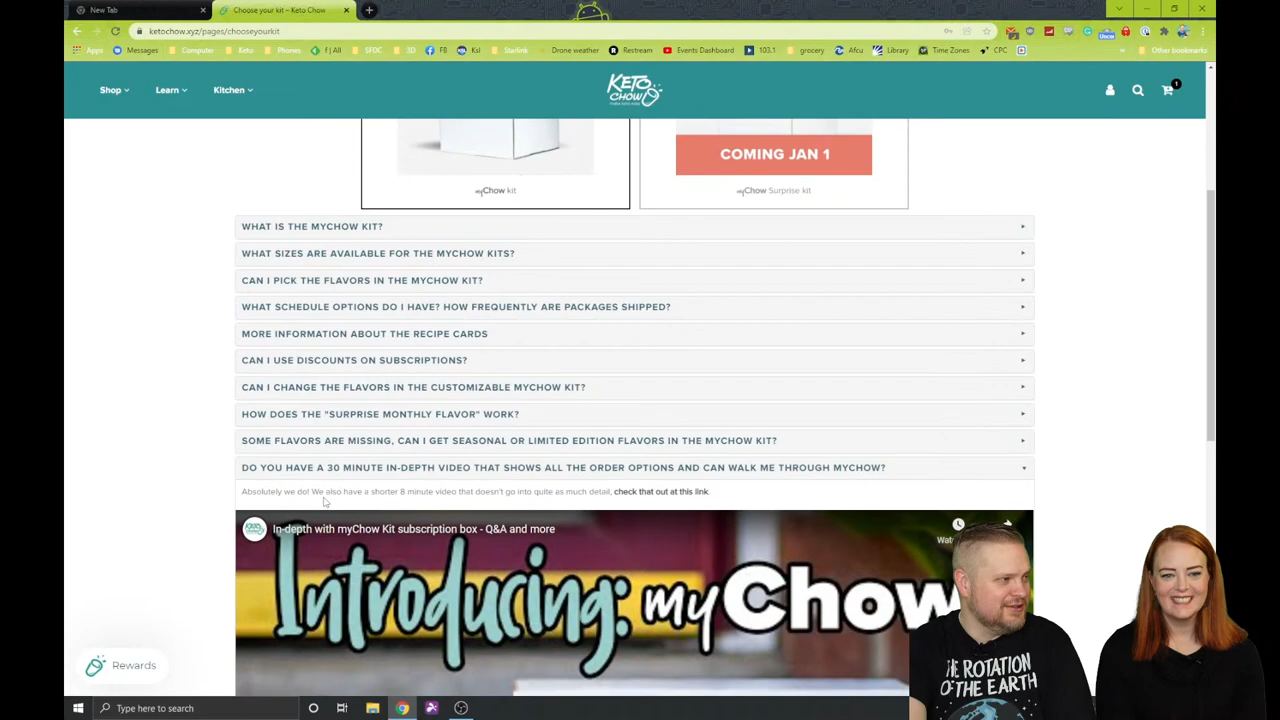 New Tab
Choose your kit – Keto Chow
ketochow.xyz/pages/chooseyourkit
Apps
Messages
Computer
Keto
Phones
f | All
SFDC
3D
FB
Ksl
Starlink
Drone weather
Restream
Events Dashboard
103.1
grocery
Afcu
Library
Time Zones
CPC
Other bookmarks
Shop
Learn
Kitchen
KETO
CHOW
1
COMING JAN 1
myChow kit
myChow Surprise kit
WHAT IS THE MYCHOW KIT?
WHAT SIZES ARE AVAILABLE FOR THE MYCHOW KITS?
CAN I PICK THE FLAVORS IN THE MYCHOW KIT?
WHAT SCHEDULE OPTIONS DO I HAVE? HOW FREQUENTLY ARE PACKAGES SHIPPED?
MORE INFORMATION ABOUT THE RECIPE CARDS
CAN I USE DISCOUNTS ON SUBSCRIPTIONS?
CAN I CHANGE THE FLAVORS IN THE CUSTOMIZABLE MYCHOW KIT?
HOW DOES THE "SURPRISE MONTHLY FLAVOR" WORK?
SOME FLAVORS ARE MISSING, CAN I GET SEASONAL OR LIMITED EDITION FLAVORS IN THE MYCHOW KIT?
DO YOU HAVE A 30 MINUTE IN-DEPTH VIDEO THAT SHOWS ALL THE ORDER OPTIONS AND CAN WALK ME THROUGH MYCHOW?
Absolutely we do! We also have a shorter 8 minute video that doesn't go into quite as much detail, check that out at this link.
In-depth with myChow Kit subscription box - Q&A and more
Introducing: myChow
Rewards
THE ROTATION
OF THE EARTH
Type here to search